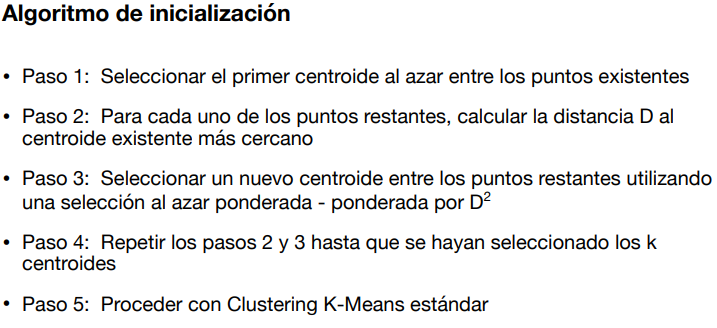 Algoritmo de inicialización
• Paso 1:  Seleccionar el primer centroide al azar entre los puntos existentes
• Paso 2:  Para cada uno de los puntos restantes, calcular la distancia D al
centroide existente más cercano
• Paso 3:  Seleccionar un nuevo centroide entre los puntos restantes utilizando
una selección al azar ponderada - ponderada por D²
• Paso 4:  Repetir los pasos 2 y 3 hasta que se hayan seleccionado los k
centroides
• Paso 5:  Proceder con Clustering K-Means estándar